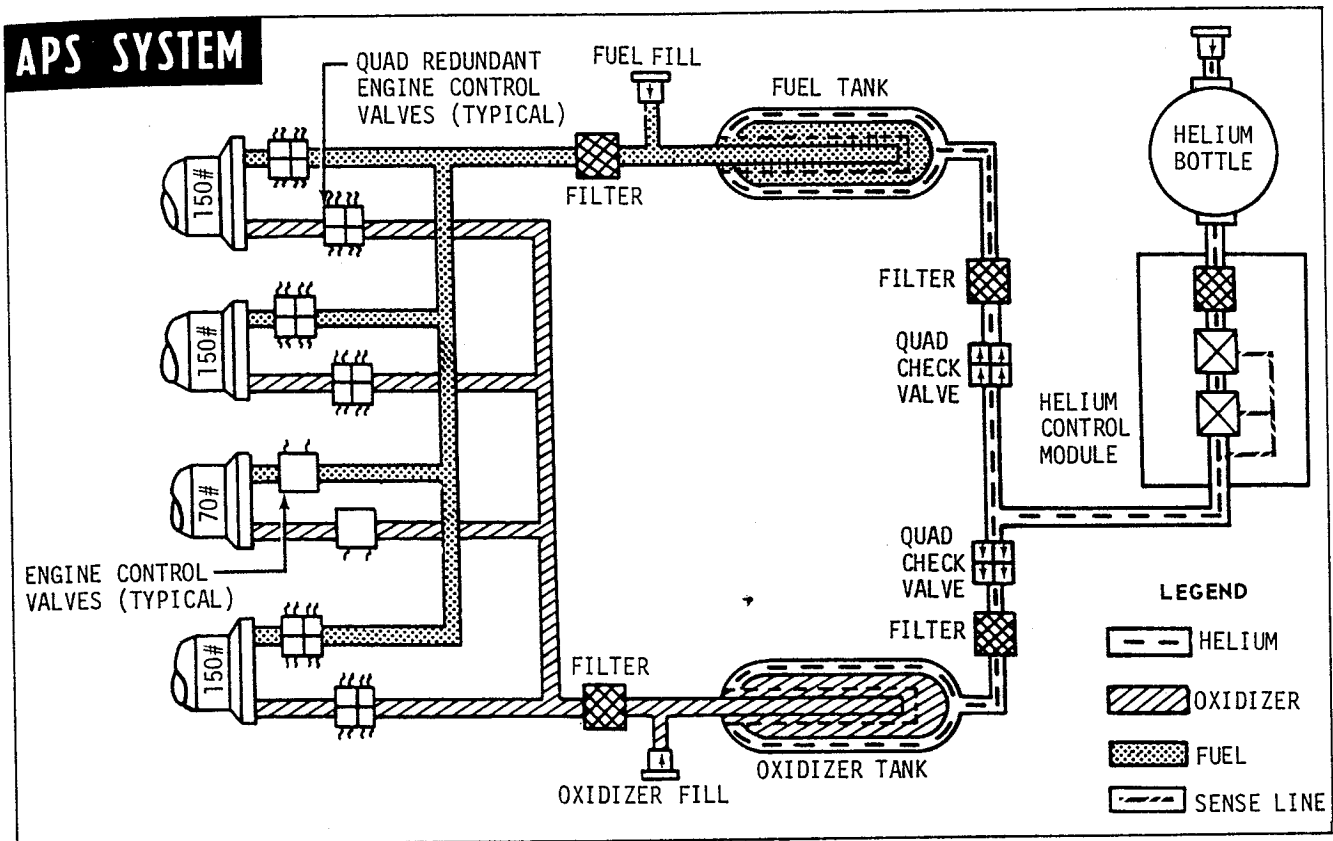 APS SYSTEM
QUAD REDUNDANT
ENGINE CONTROL
VALVES (TYPICAL)
FUEL FILL
FUEL TANK
HELIUM
BOTTLE
150#
FILTER
FILTER
150#
QUAD
CHECK
VALVE
HELIUM
CONTROL
MODULE
70#
ENGINE CONTROL
VALVES (TYPICAL)
QUAD
CHECK
VALVE
150#
FILTER
FILTER
OXIDIZER TANK
OXIDIZER FILL
LEGEND
HELIUM
OXIDIZER
FUEL
SENSE LINE